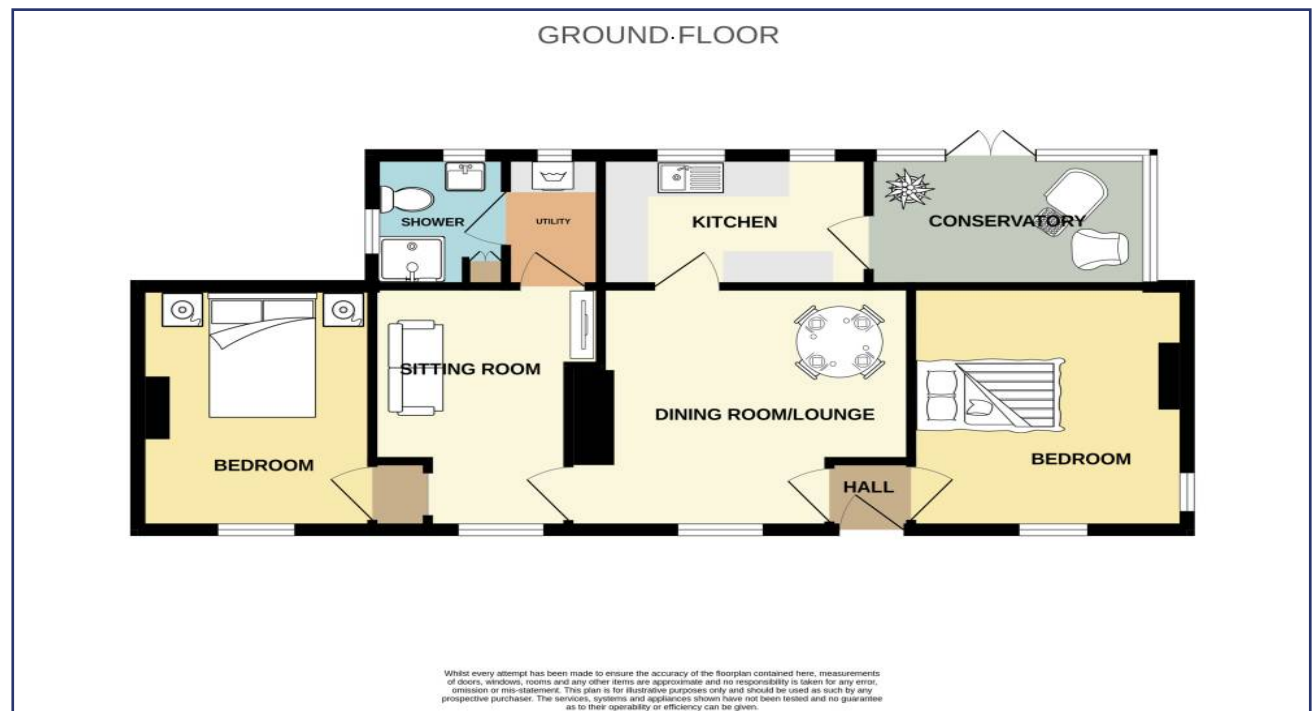 GROUND FLOOR
SHOWER
UTILITY
KITCHEN
CONSERVATORY
SITTING ROOM
DINING ROOM/LOUNGE
BEDROOM
BEDROOM
HALL
Whilst every attempt has been made to ensure the accuracy of the floorplan contained here, measurements
of doors, windows, rooms and any other items are approximate and no responsibility is taken for any error,
omission or mis-statement. This plan is for illustrative purposes only and should be used as such by any
prospective purchaser. The services, systems and appliances shown have not been tested and no guarantee
as to their operability or efficiency can be given.